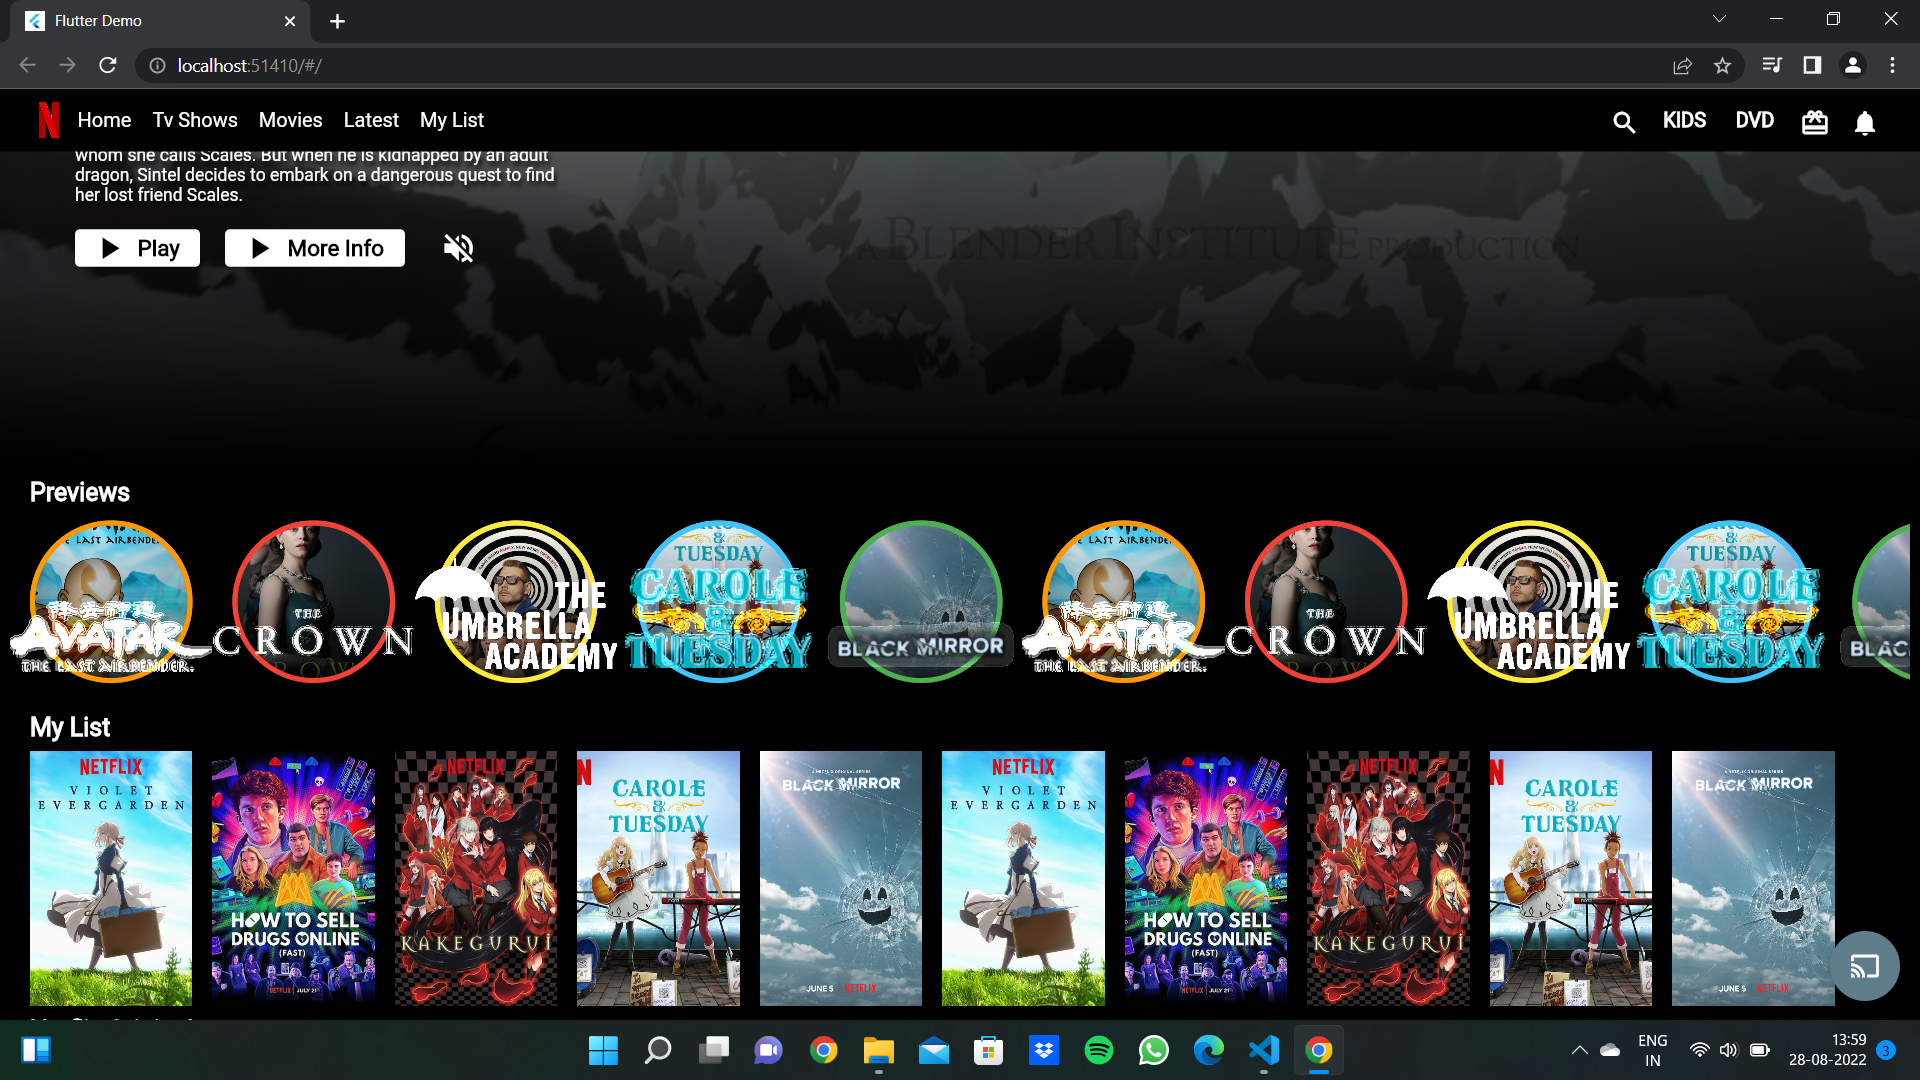 Flutter Demo
localhost:51410/#/
N Home Tv Shows Movies Latest My List
KIDS DVD
whom she calls Scales. But when he is kidnapped by an adult
dragon, Sintel decides to embark on a dangerous quest to find
her lost friend Scales.
Play More Info
A BLENDER INSTITUTE PRODUCTION
Previews
THE LAST AIRBENDER
AVATAR
THE LAST AIRBENDER.
THE
CROWN
THE
UMBRELLA
ACADEMY
&
TUESDAY
CAROLE
&
TUESDAY
BLACK MIRROR
AVATAR
THE LAST AIRBENDER.
THE
CROWN
THE
UMBRELLA
ACADEMY
&
TUESDAY
CAROLE
&
TUESDAY
BLAC
My List
NETFLIX
VIOLET
EVERGARDEN
HOW TO SELL
DRUGS ONLINE
(FAST)
NETFLIX JULY 21
NETFLIX
KAKEGURUI
N
CAROLE
&
TUESDAY
BLACK MIRROR
JUNE 5 NETFLIX
NETFLIX
VIOLET
EVERGARDEN
HOW TO SELL
DRUGS ONLINE
(FAST)
NETFLIX JULY 21
NETFLIX
KAKEGURUI
N
CAROLE
&
TUESDAY
BLACK MIRROR
JUNE 5 NETFLIX
ENG
IN
13:59
28-08-2022
3